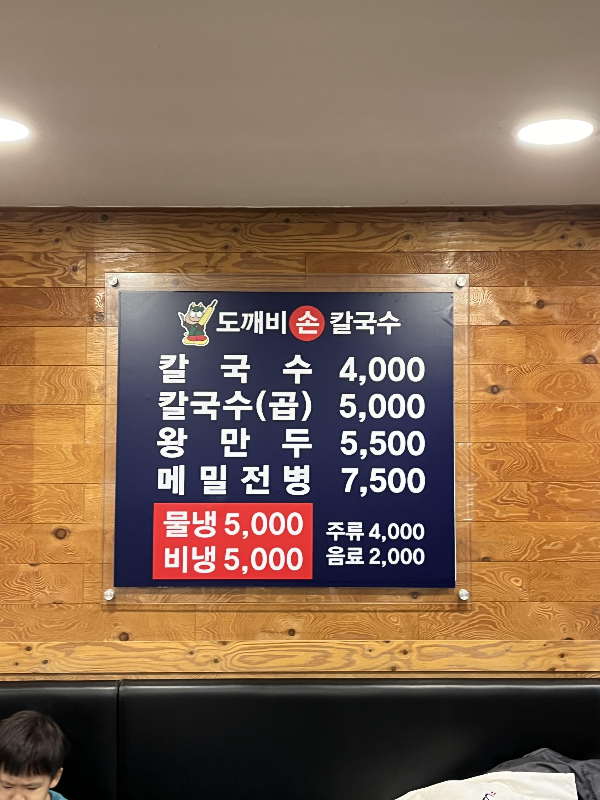 도깨비 손 칼국수
칼국수 4,000
칼국수(곱) 5,000
왕만두 5,500
메밀전병 7,500
물냉 5,000
비냉 5,000
주류 4,000
음료 2,000